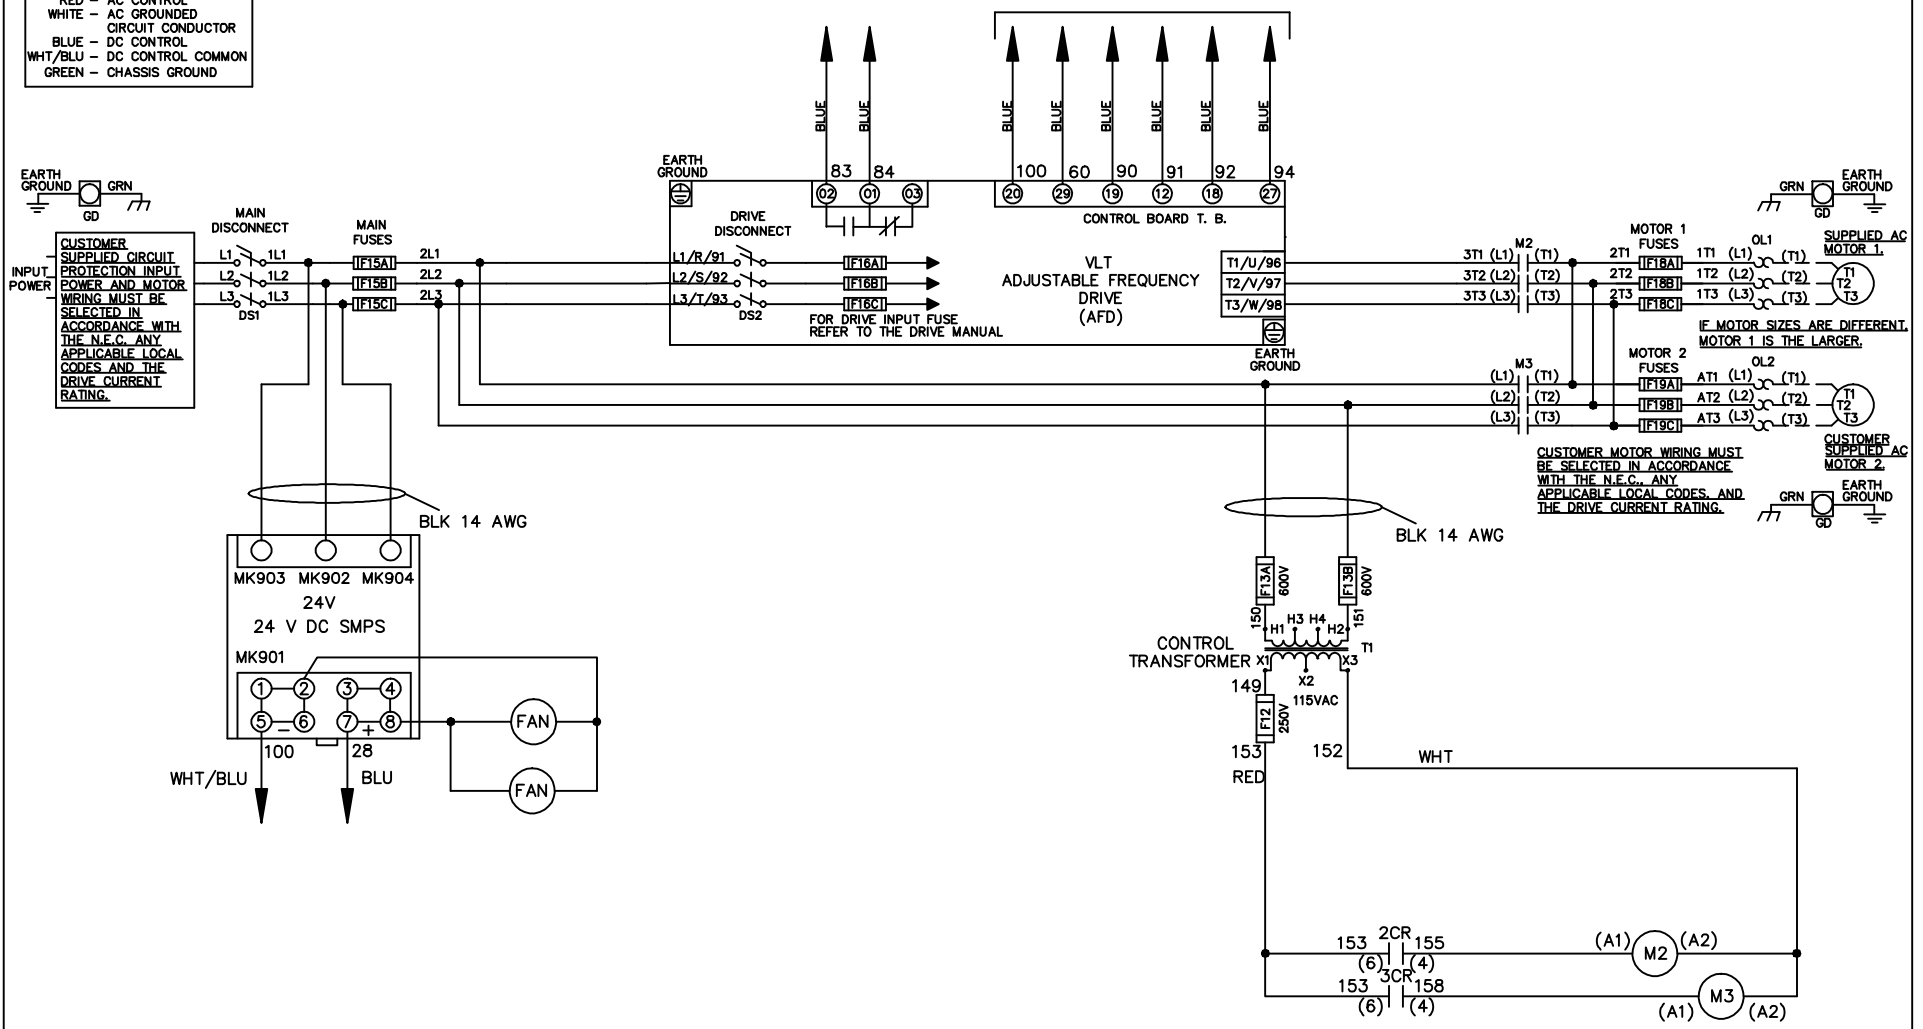 RED - AC CONTROL
WHITE - AC GROUNDED
CIRCUIT CONDUCTOR
BLUE - DC CONTROL
WHT/BLU - DC CONTROL COMMON
GREEN - CHASSIS GROUND
BLUE
BLUE
BLUE
BLUE
BLUE
BLUE
BLUE
BLUE
EARTH
GROUND
GRN
GD
INPUT
POWER
CUSTOMER
SUPPLIED CIRCUIT
PROTECTION INPUT
POWER AND MOTOR
WIRING MUST BE
SELECTED IN
ACCORDANCE WITH
THE N.E.C. ANY
APPLICABLE LOCAL
CODES AND THE
DRIVE CURRENT
RATING.
MAIN
DISCONNECT
L1 1L1
L2 1L2
L3 1L3
DS1
MAIN
FUSES
F15A
F15B
F15C
2L1
2L2
2L3
EARTH
GROUND
83 84
02 01 03
100 60 90 91 92 94
20 29 19 12 18 27
CONTROL BOARD T. B.
DRIVE
DISCONNECT
L1/R/91
L2/S/92
L3/T/93
DS2
F16A
F16B
F16C
FOR DRIVE INPUT FUSE
REFER TO THE DRIVE MANUAL
VLT
ADJUSTABLE FREQUENCY
DRIVE
(AFD)
T1/U/96
T2/V/97
T3/W/98
EARTH
GROUND
M2
3T1 (L1) (T1)
3T2 (L2) (T2)
3T3 (L3) (T3)
MOTOR 1
FUSES
2T1 F18A 1T1 (L1) (T1)
2T2 F18B 1T2 (L2) (T2)
2T3 F18C 1T3 (L3) (T3)
OL1
T1
T2
T3
GRN
EARTH
GROUND
GD
SUPPLIED AC
MOTOR 1.
IF MOTOR SIZES ARE DIFFERENT,
MOTOR 1 IS THE LARGER.
M3
(L1) (T1)
(L2) (T2)
(L3) (T3)
MOTOR 2
FUSES
F19A AT1 (L1) (T1)
F19B AT2 (L2) (T2)
F19C AT3 (L3) (T3)
OL2
T1
T2
T3
CUSTOMER
SUPPLIED AC
MOTOR 2.
CUSTOMER MOTOR WIRING MUST
BE SELECTED IN ACCORDANCE
WITH THE N.E.C., ANY
APPLICABLE LOCAL CODES, AND
THE DRIVE CURRENT RATING.
GRN
EARTH
GROUND
GD
BLK 14 AWG
MK903 MK902 MK904
24V
24 V DC SMPS
MK901
1 2 3 4
5 - 6 7 + 8
100 28
WHT/BLU BLU
FAN
FAN
BLK 14 AWG
F13A
600V
F13B
600V
150
151
H1 H3 H4 H2
T1
CONTROL
TRANSFORMER
X1 X3
X2
115VAC
149
F12
250V
153
RED
152
WHT
2CR
153 155
(6) (4)
(A1) M2 (A2)
3CR
153 158
(6) (4)
(A1) M3 (A2)